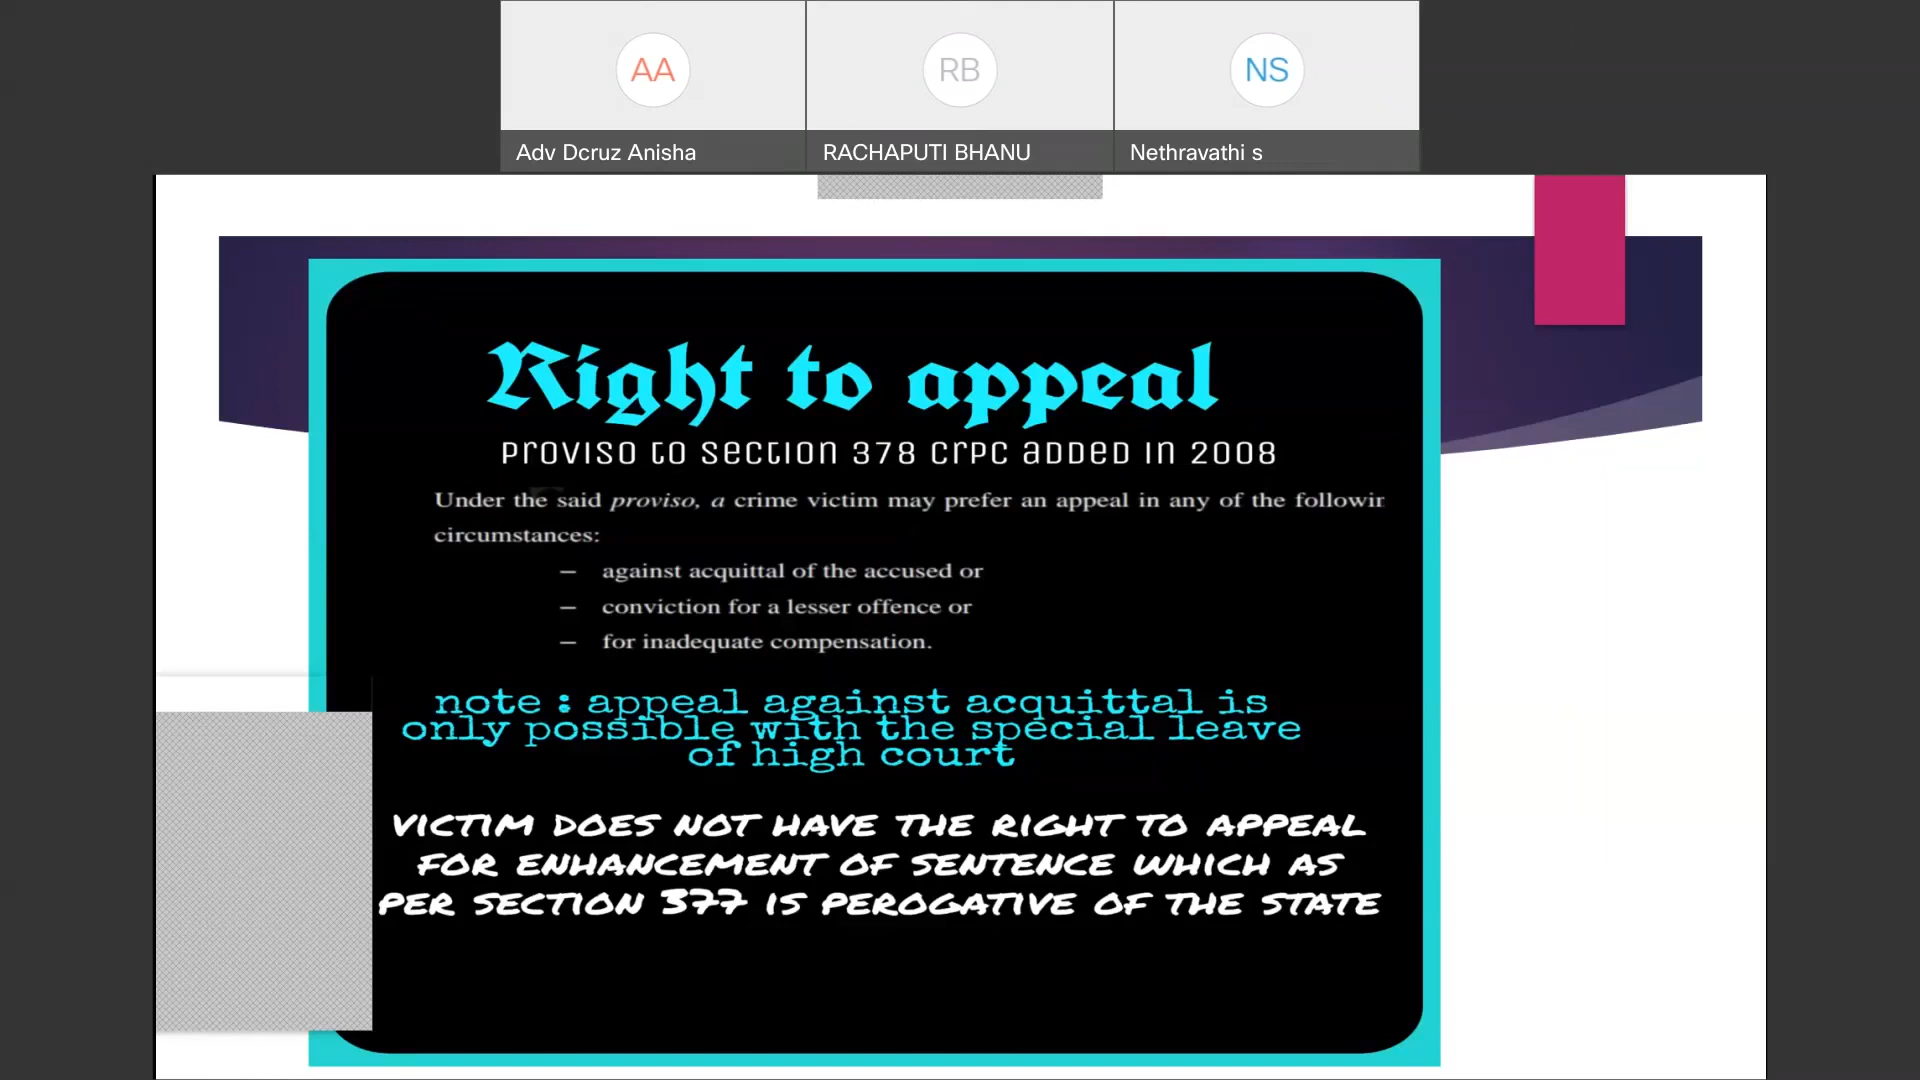 AA
RB
NS
Adv Dcruz Anisha
RACHAPUTI BHANU
Nethravathi s
Right to appeal
Proviso to section 378 crpc added in 2008
Under the said proviso, a crime victim may prefer an appeal in any of the followin
circumstances:
– against acquittal of the accused or
– conviction for a lesser offence or
– for inadequate compensation.
note : appeal against acquittal is
only possible with the special leave
of high court
VICTIM DOES NOT HAVE THE RIGHT TO APPEAL
FOR ENHANCEMENT OF SENTENCE WHICH AS
PER SECTION 377 IS PEROGATIVE OF THE STATE